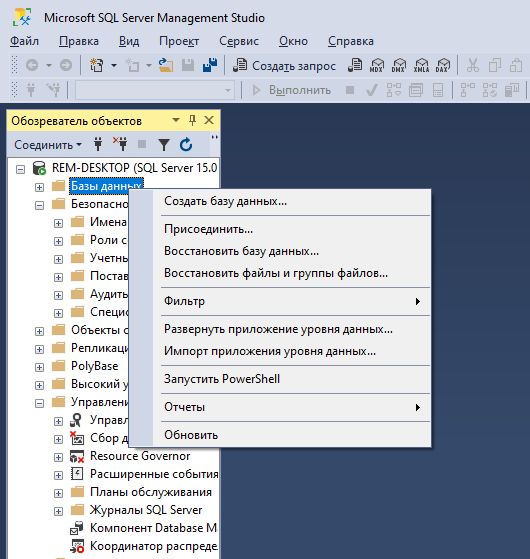 Microsoft SQL Server Management Studio
Файл Правка Вид Проект Сервис Окно Справка
Создать запрос MDX DMX XMLA DAX
Выполнить
Обозреватель объектов
Соединить
REM-DESKTOP (SQL Server 15.0
Базы данных
Безопасно
Имена
Роли с
Учетны
Постав
Аудить
Специс
Объекты с
Репликаци
PolyBase
Высокий у
Управлени
Управл
Сбор д
Resource Governor
Расширенные события
Планы обслуживания
Журналы SQL Server
Компонент Database M
Координатор распреде
Создать базу данных...
Присоединить...
Восстановить базу данных...
Восстановить файлы и группы файлов...
Фильтр
Развернуть приложение уровня данных...
Импорт приложения уровня данных...
Запустить PowerShell
Отчеты
Обновить